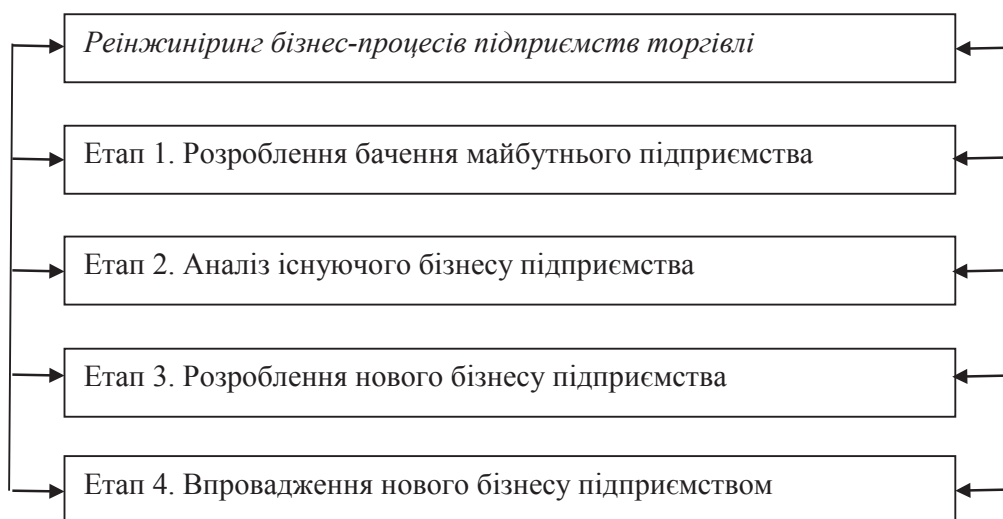 Реінжиніринг бізнес-процесів підприємств торгівлі
Етап 1. Розроблення бачення майбутнього підприємства
Етап 2. Аналіз існуючого бізнесу підприємства
Етап 3. Розроблення нового бізнесу підприємства
Етап 4. Впровадження нового бізнесу підприємством